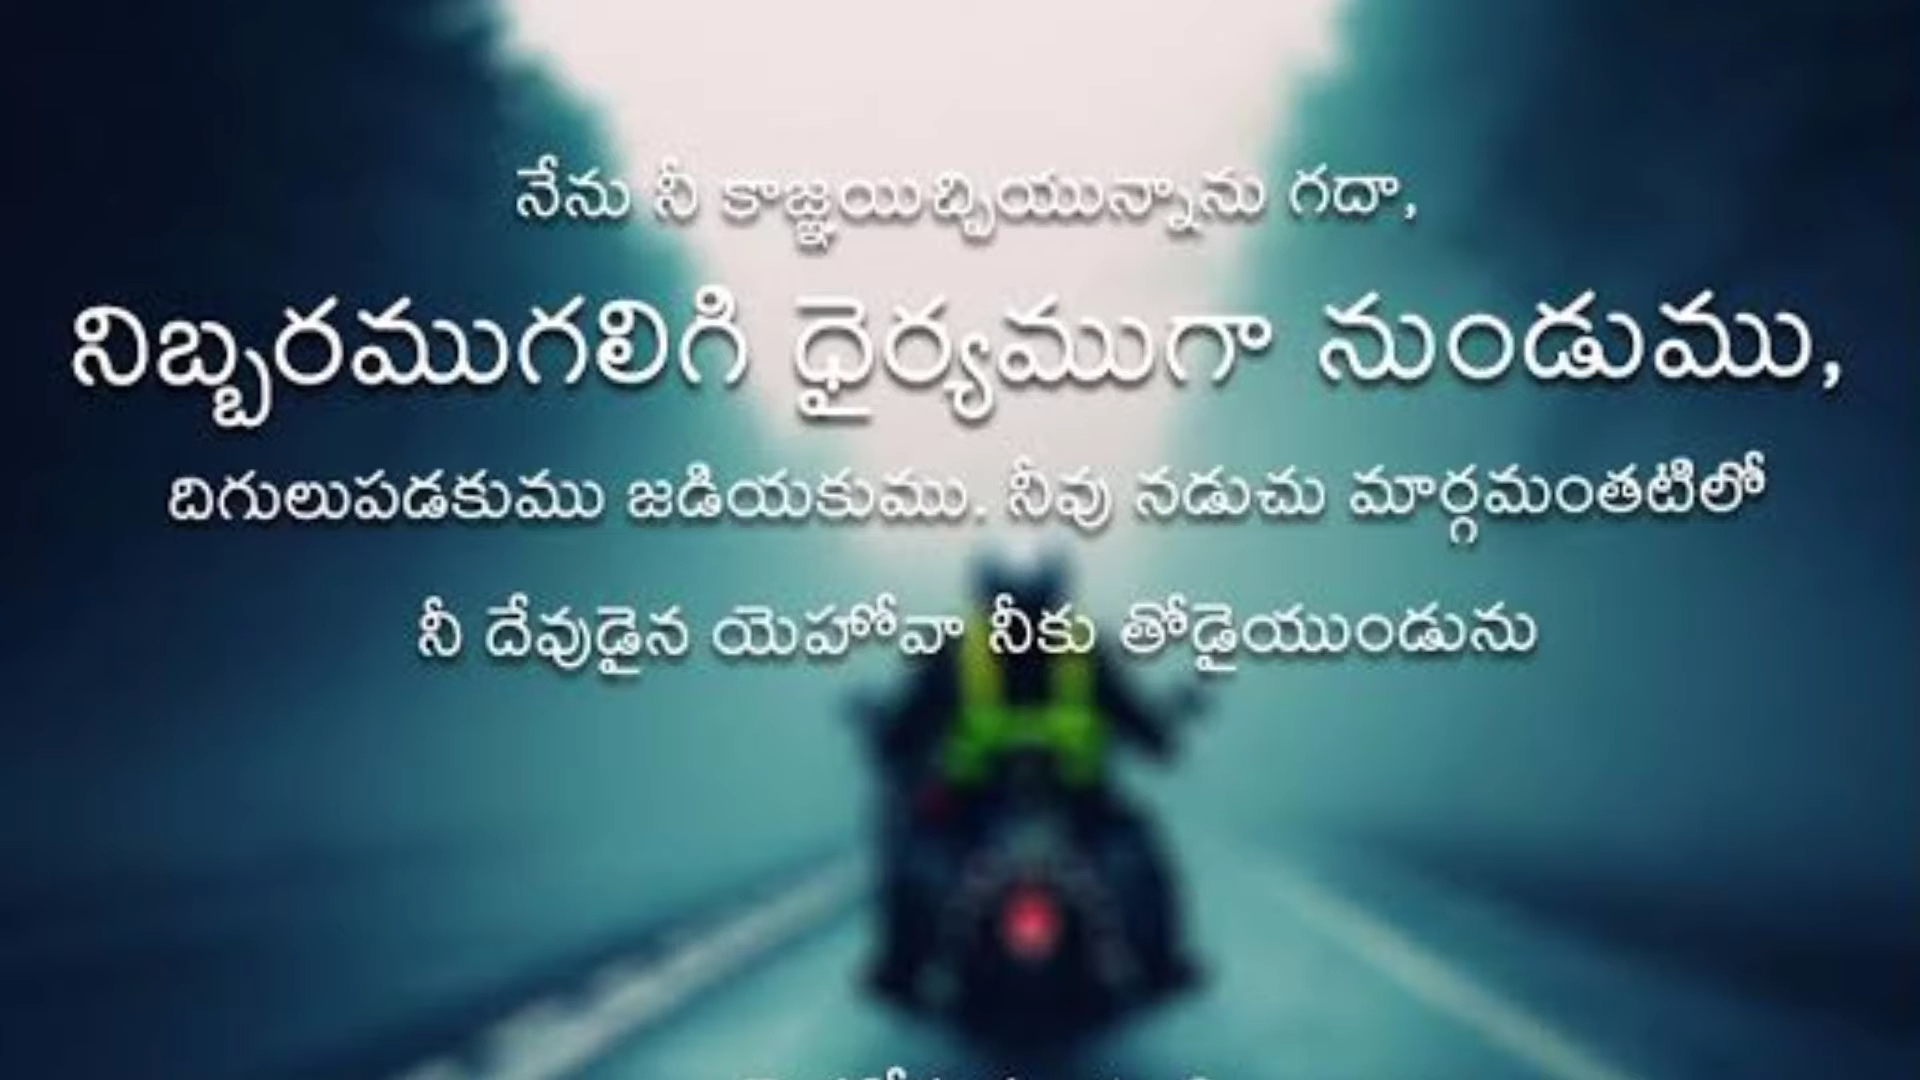 నేను నీ కాజ్ఞయిచ్చియున్నాను గదా,
నిబ్బరముగలిగి ధైర్యముగా నుండుము,
దిగులుపడకుము జడియకుము. నీవు నడుచు మార్గమంతటిలో
నీ దేవుడైన యెహోవా నీకు తోడైయుండును